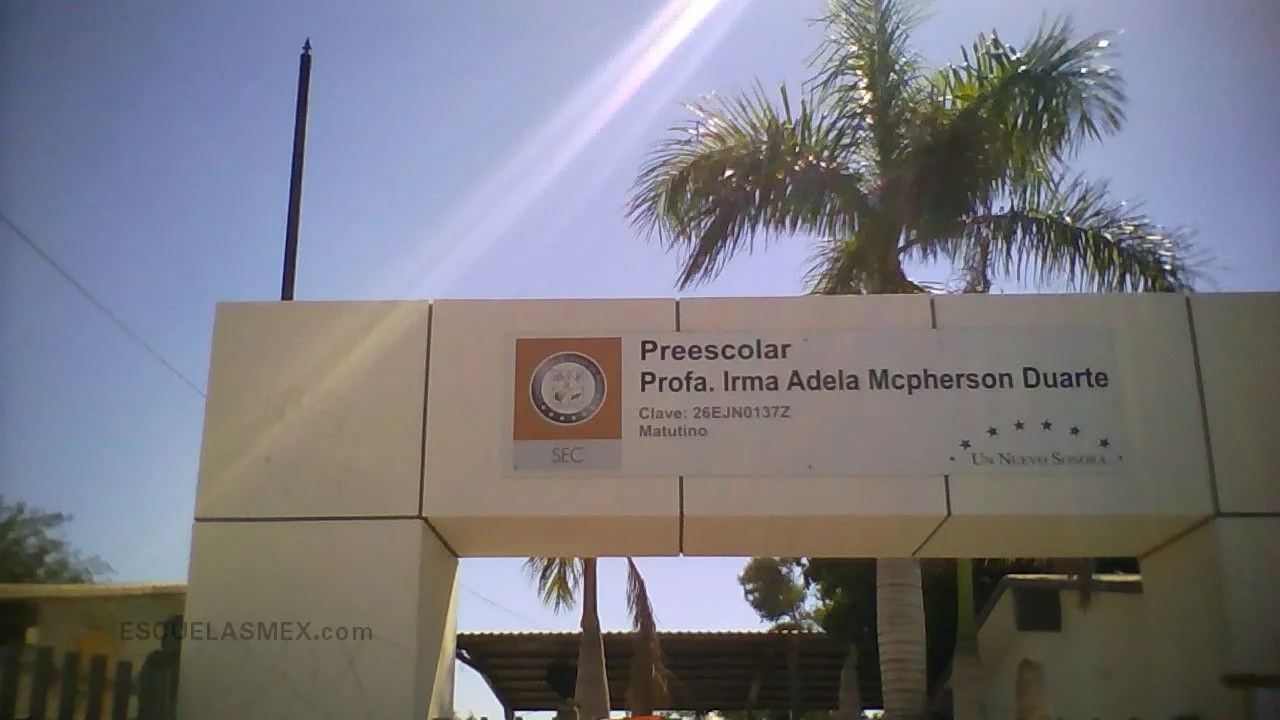 Preescolar
Profa. Irma Adela Mcpherson Duarte
Clave: 26EJN0137Z
Matutino
SEC
UN NUEVO SONORA
ESCUELASMEX.com